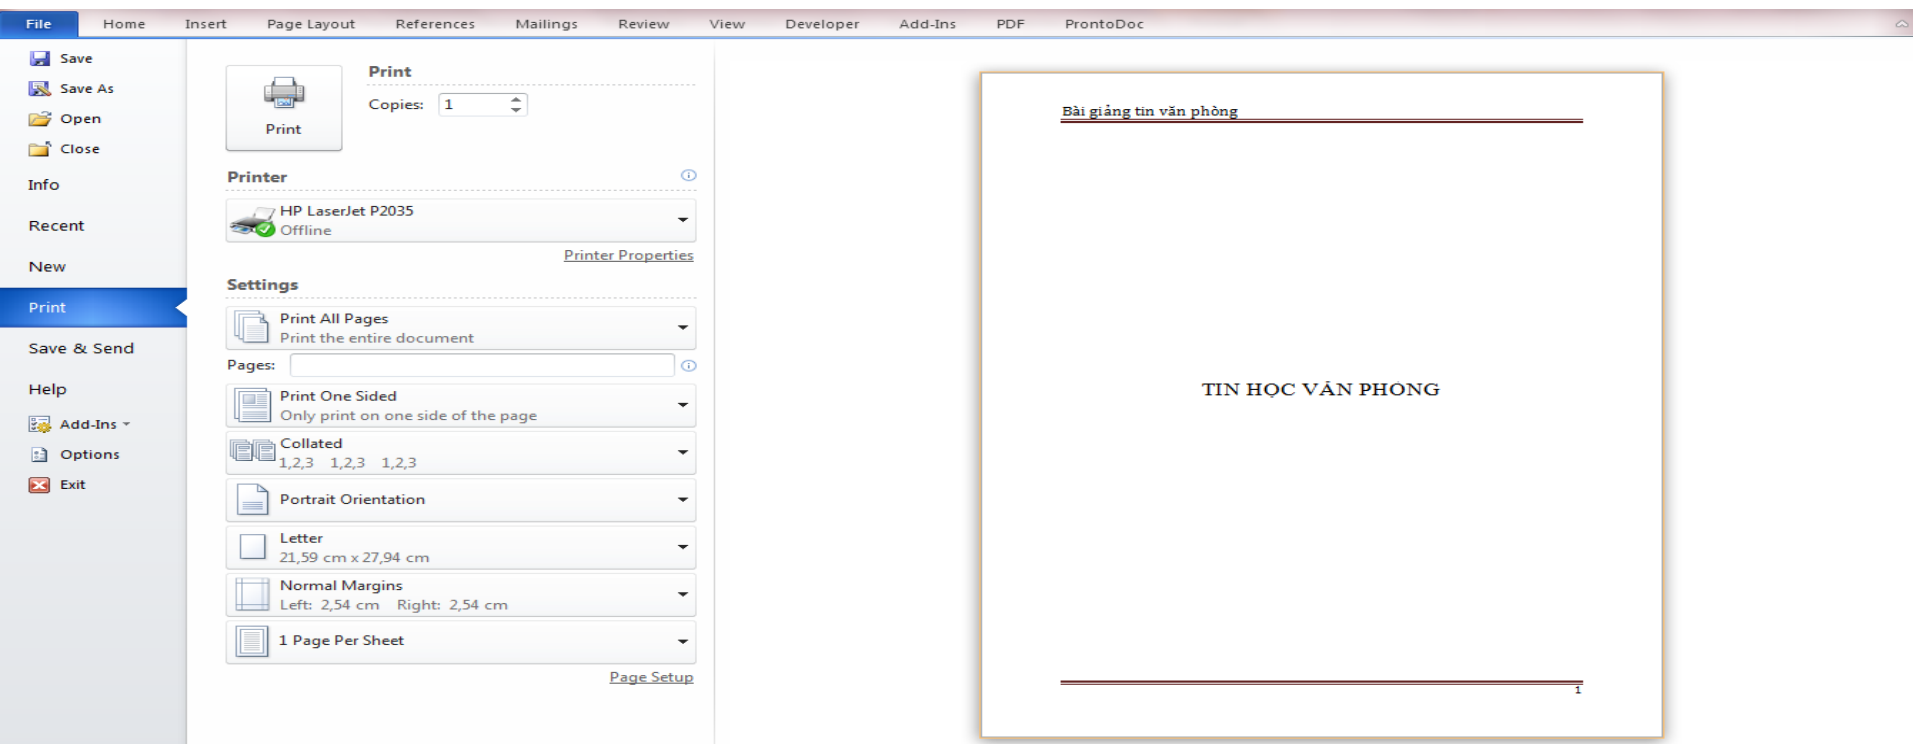 File Home Insert Page Layout References Mailings Review View Developer Add-Ins PDF ProntoDoc
Save
Save As
Open
Close
Info
Recent
New
Print
Save & Send
Help
Add-Ins
Options
Exit
Print
Print
Copies: 1
Printer
HP LaserJet P2035
Offline
Printer Properties
Settings
Print All Pages
Print the entire document
Pages:
Print One Sided
Only print on one side of the page
Collated
1,2,3 1,2,3 1,2,3
Portrait Orientation
Letter
21,59 cm x 27,94 cm
Normal Margins
Left: 2,54 cm Right: 2,54 cm
1 Page Per Sheet
Page Setup
Bài giảng tin văn phòng
TIN HỌC VĂN PHÒNG
1